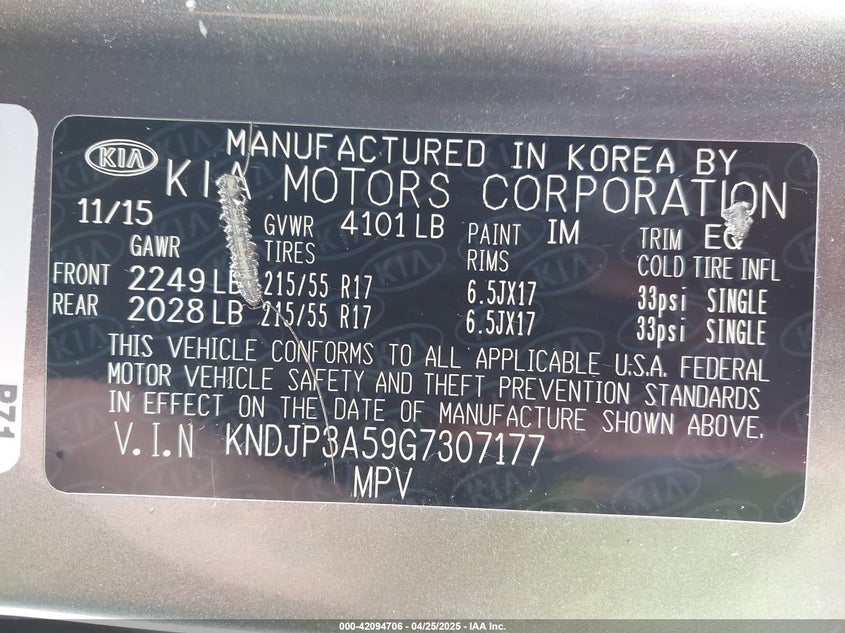 MANUFACTURED IN KOREA BY
KIA KIA MOTORS CORPORATION
11/15 GVWR 4101 LB PAINT IM TRIM
GAWR TIRES RIMS COLD TIRE INFL
FRONT 2249 LB 215/55 R17 6.5JX17 33psi SINGLE
REAR 2028 LB 215/55 R17 6.5JX17 33psi SINGLE
THIS VEHICLE CONFORMS TO ALL APPLICABLE U.S.A. FEDERAL
MOTOR VEHICLE SAFETY AND THEFT PREVENTION STANDARDS
IN EFFECT ON THE DATE OF MANUFACTURE SHOWN ABOVE.
V.I.N KNDJP3A59G7307177
MPV
000-42094706 - 04/25/2025 - IAA Inc.